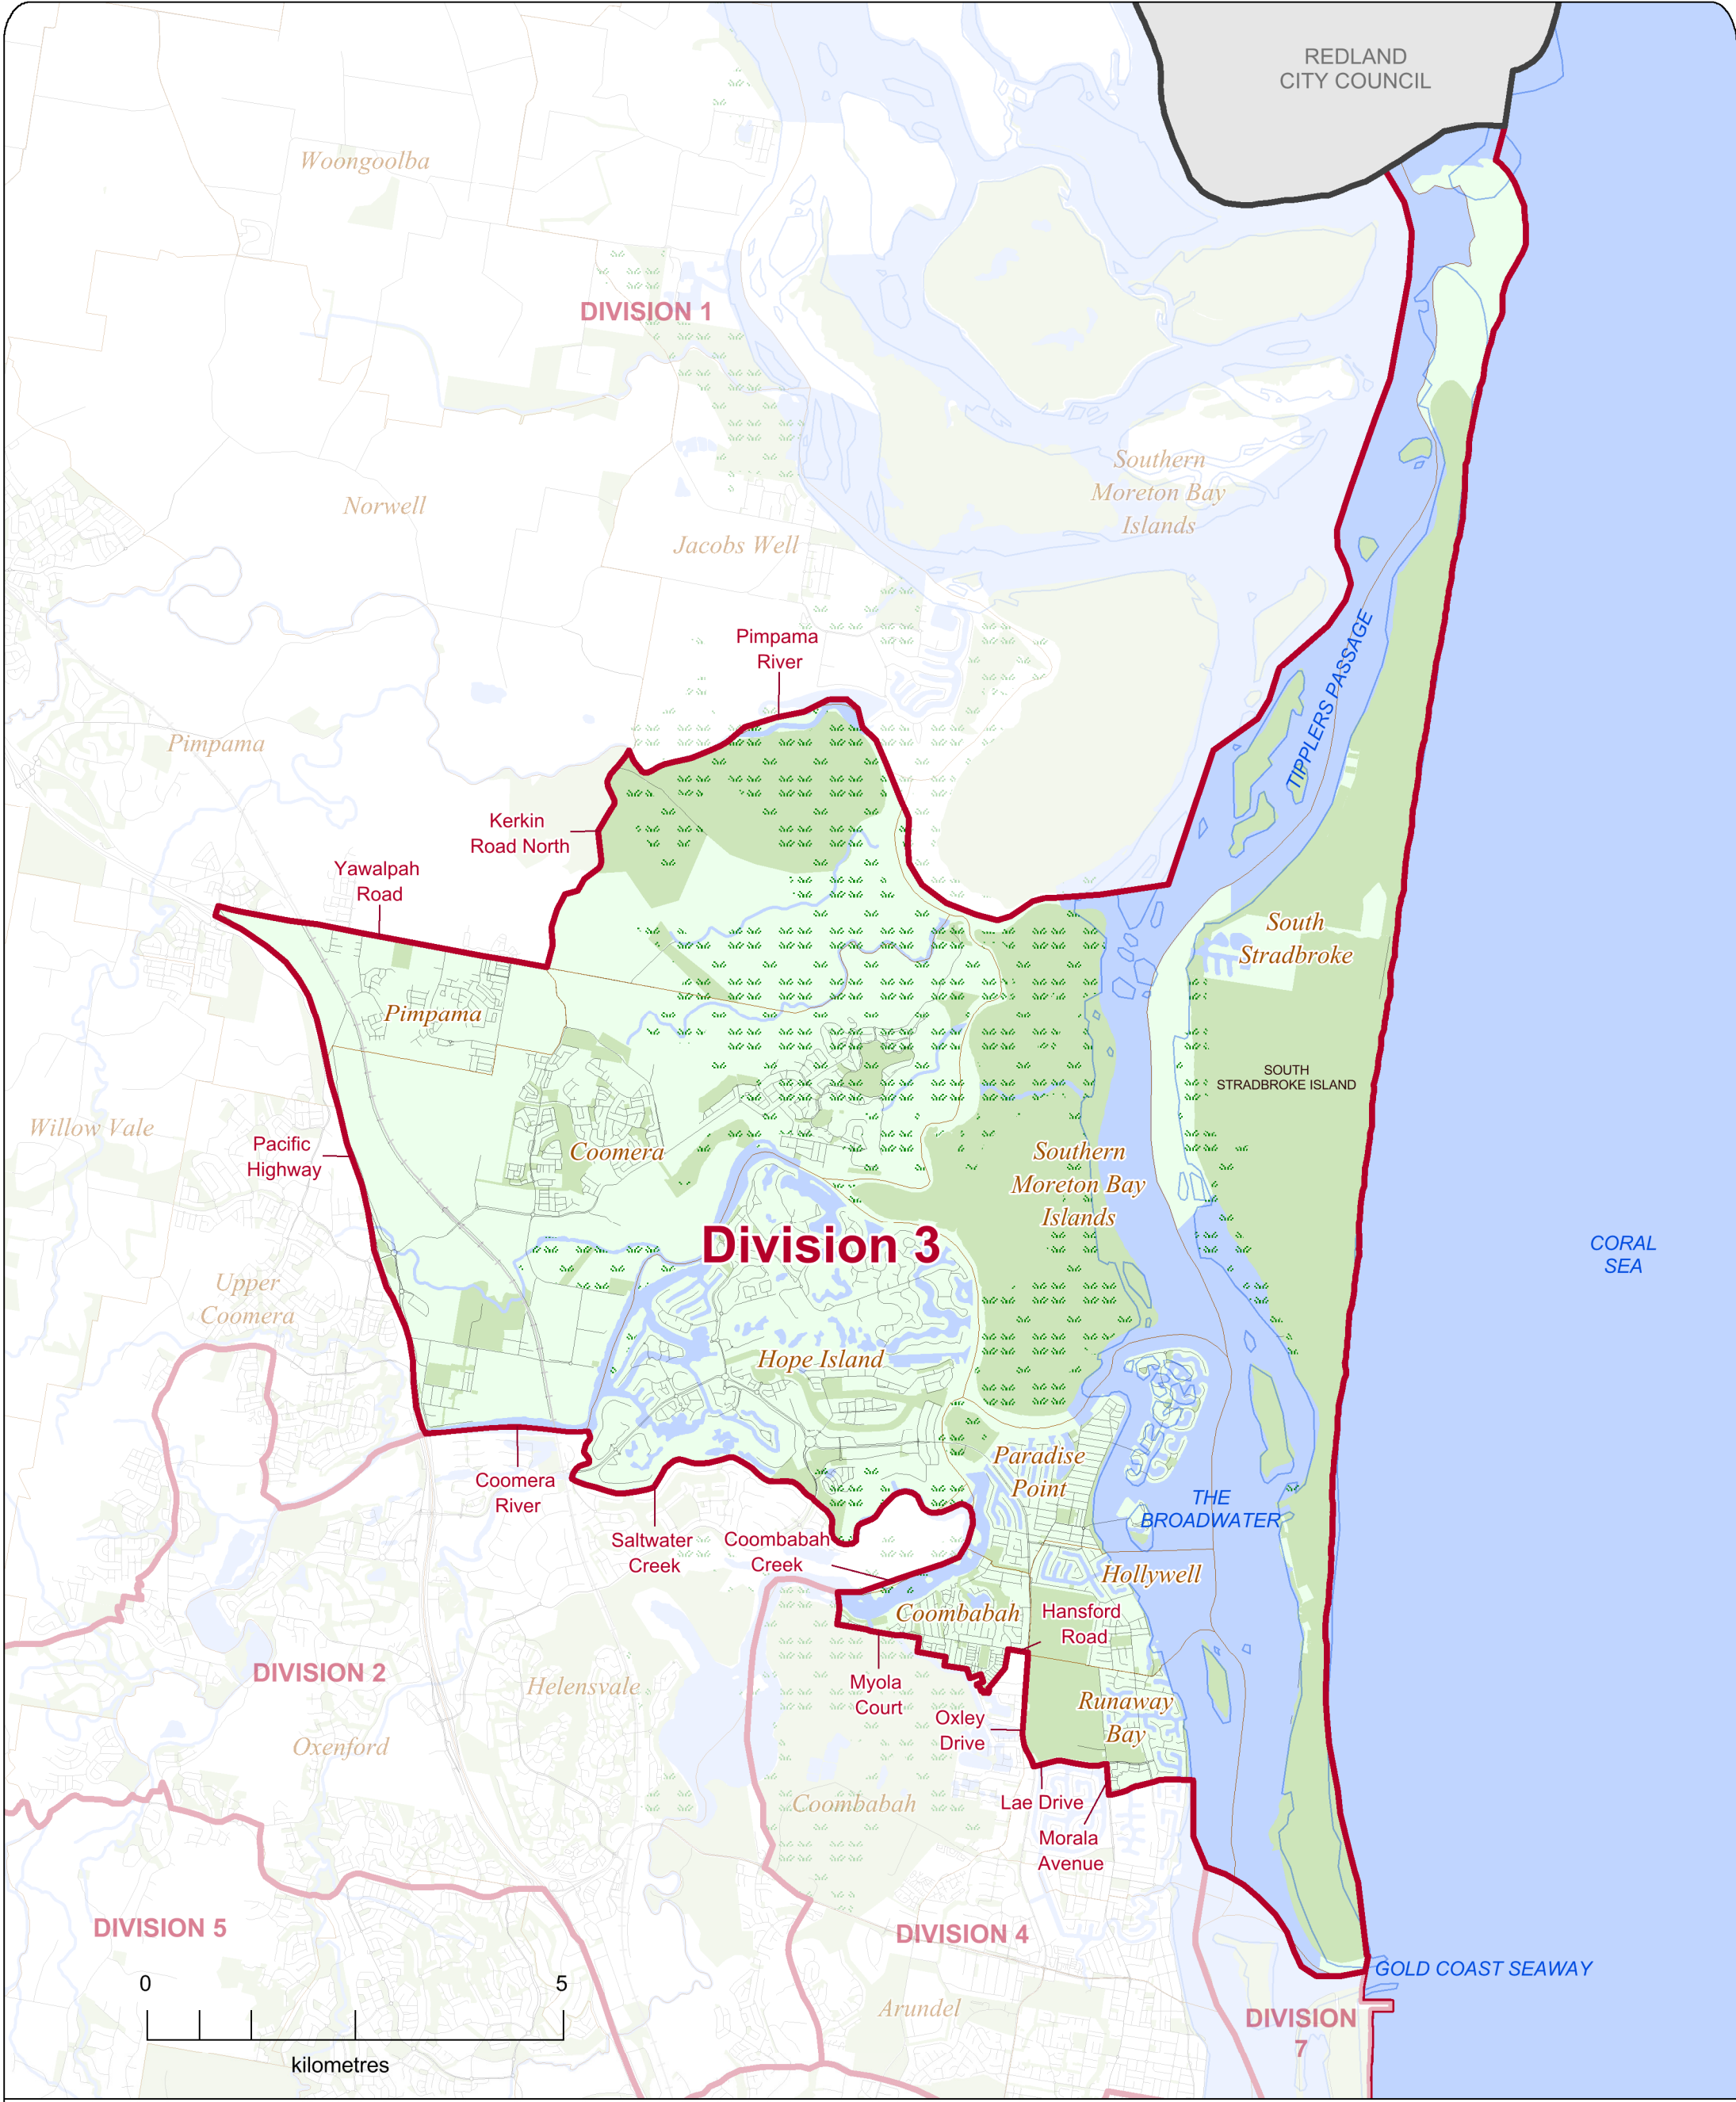 REDLAND
CITY COUNCIL
Woongoolba
DIVISION 1
Southern
Moreton Bay
Islands
Norwell
Jacobs Well
Pimpama
River
TIPPLERS PASSAGE
Pimpama
Kerkin
Road North
Yawalpah
Road
South
Stradbroke
Pimpama
SOUTH
STRADBROKE ISLAND
Willow Vale
Pacific
Highway
Coomera
Southern
Moreton Bay
Islands
Division 3
CORAL
SEA
Upper
Coomera
Hope Island
Paradise
Point
Coomera
River
THE
BROADWATER
Saltwater
Creek
Coombabah
Creek
Hollywell
Coombabah
Hansford
Road
DIVISION 2
Helensvale
Myola
Court
Runaway
Bay
Oxley
Drive
Oxenford
Coombabah
Lae Drive
Morala
Avenue
DIVISION 5
DIVISION 4
GOLD COAST SEAWAY
0 5
kilometres
Arundel
DIVISION
7